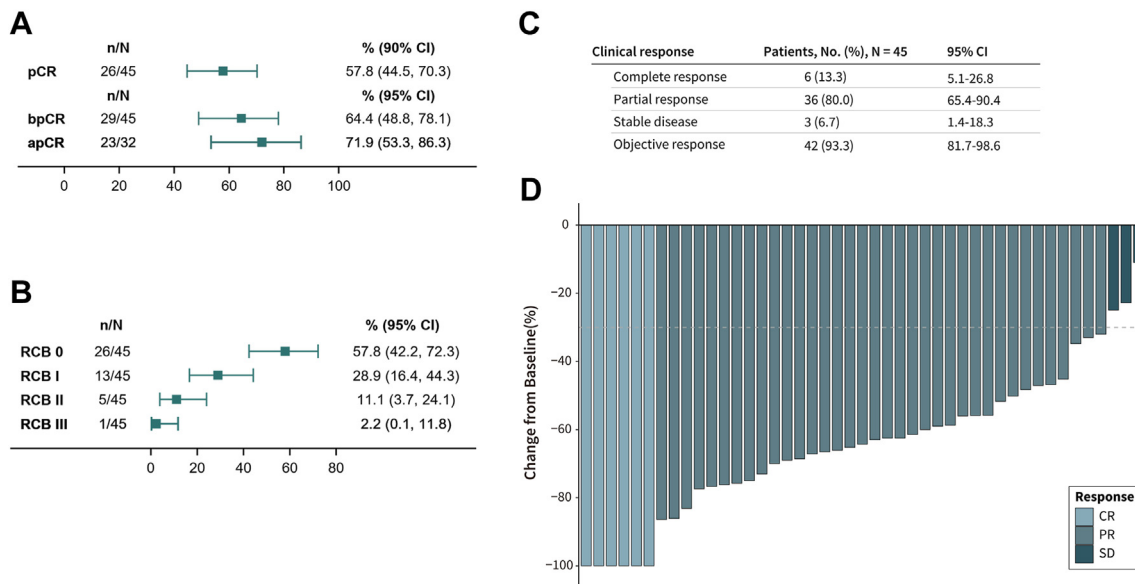 A
n/N % (90% CI)
pCR 26/45 57.8 (44.5, 70.3)
n/N % (95% CI)
bpCR 29/45 64.4 (48.8, 78.1)
apCR 23/32 71.9 (53.3, 86.3)
0 20 40 60 80 100
B
n/N % (95% CI)
RCB 0 26/45 57.8 (42.2, 72.3)
RCB I 13/45 28.9 (16.4, 44.3)
RCB II 5/45 11.1 (3.7, 24.1)
RCB III 1/45 2.2 (0.1, 11.8)
0 20 40 60 80
C
Clinical response Patients, No. (%), N = 45 95% CI
Complete response 6 (13.3) 5.1-26.8
Partial response 36 (80.0) 65.4-90.4
Stable disease 3 (6.7) 1.4-18.3
Objective response 42 (93.3) 81.7-98.6
D
Change from Baseline(%)
0
−20
−40
−60
−80
−100
Response
CR
PR
SD